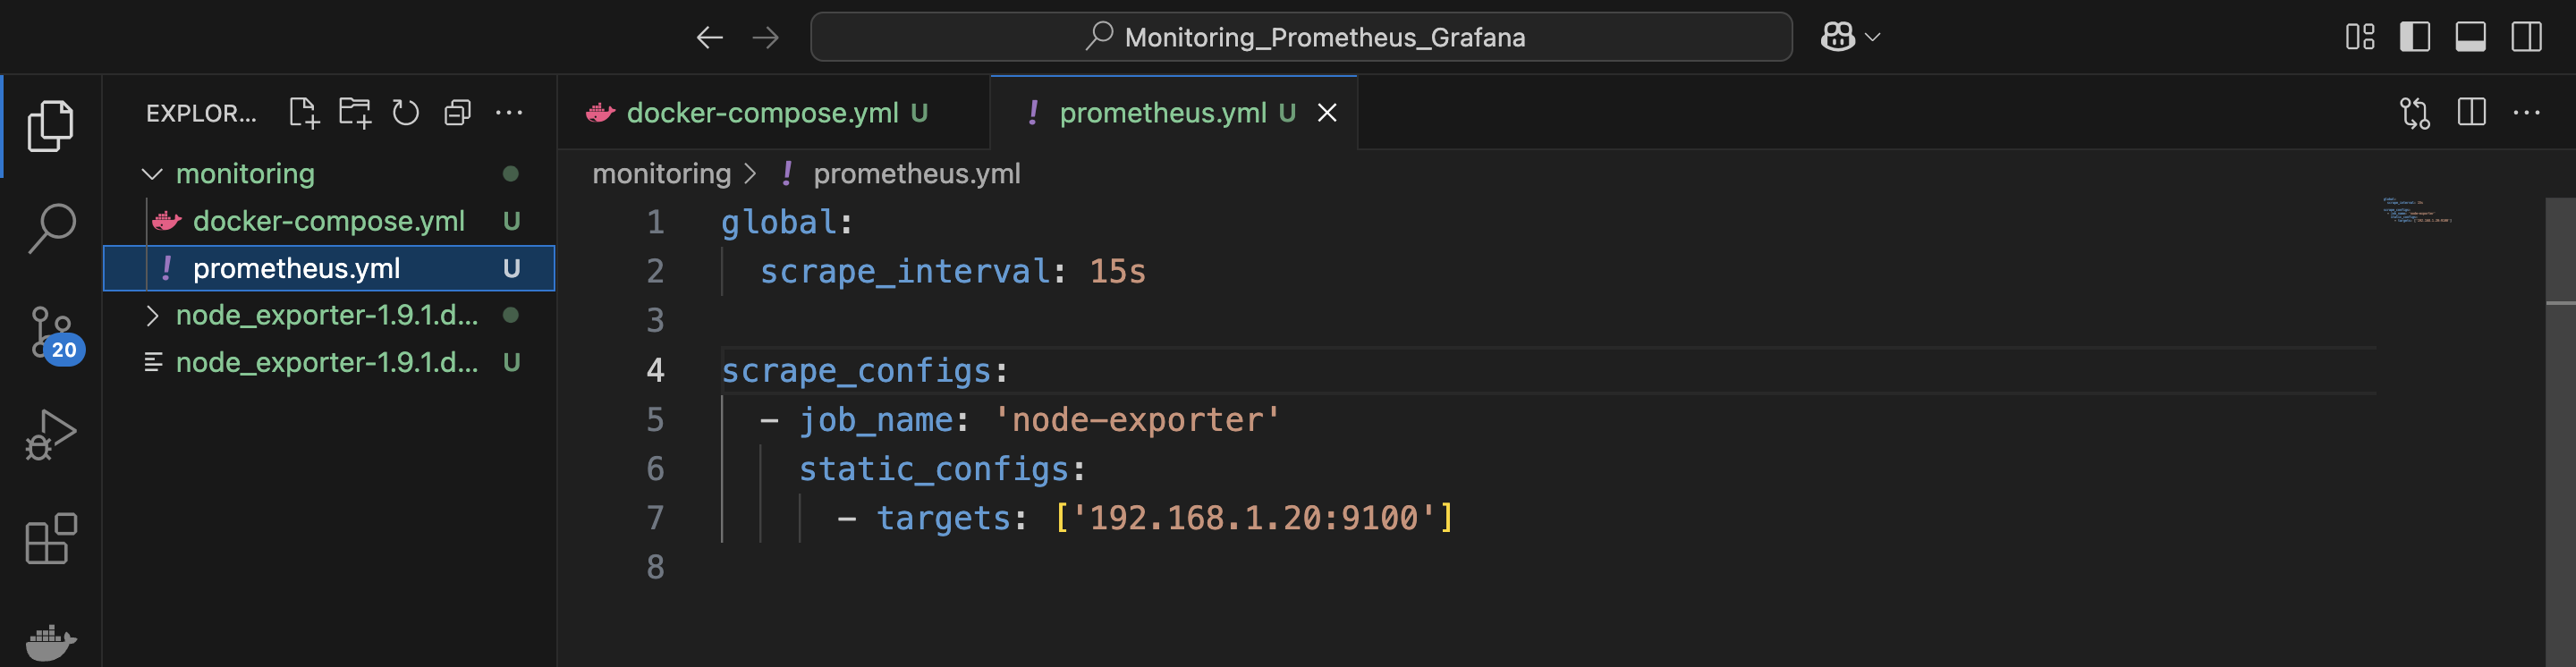 Monitoring_Prometheus_Grafana
EXPLOR...
monitoring
docker-compose.yml U
prometheus.yml U
node_exporter-1.9.1.d...
node_exporter-1.9.1.d... U
20
docker-compose.yml U
! prometheus.yml U
monitoring > ! prometheus.yml
1 global:
2   scrape_interval: 15s
3
4 scrape_configs:
5   - job_name: 'node-exporter'
6     static_configs:
7       - targets: ['192.168.1.20:9100']
8